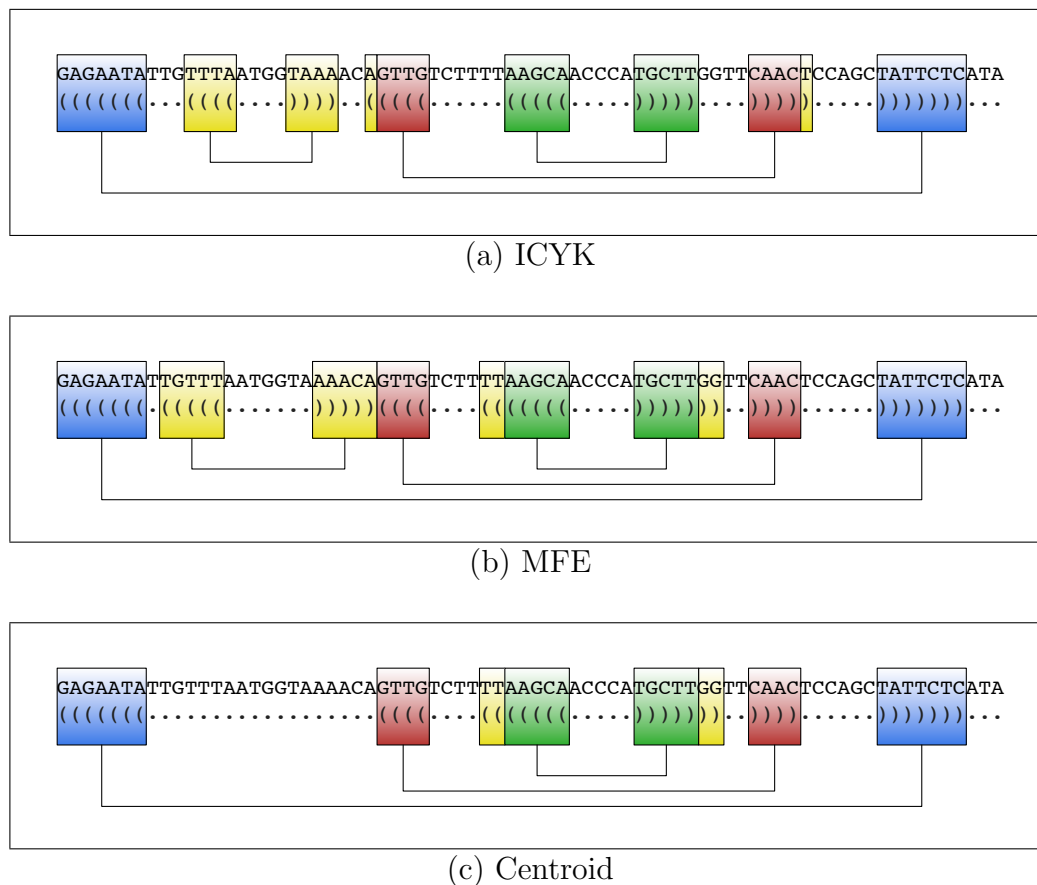 GAGAATATTGTTTAATGGTAAAACAGTTGTCTTTTAAGCAACCCATGCTTGGTTCAACTCCAGCTATTCTCATA
(((((((...((((....))))..(((((......(((((.....)))))....))))).....)))))))...
(a) ICYK
GAGAATATTGTTTAATGGTAAAACAGTTGTCTTTTAAGCAACCCATGCTTGGTTCAACTCCAGCTATTCTCATA
(((((((.(((((.......)))))((((....(((((((.....)))))))..))))......)))))))...
(b) MFE
GAGAATATTGTTTAATGGTAAAACAGTTGTCTTTTAAGCAACCCATGCTTGGTTCAACTCCAGCTATTCTCATA
(((((((..................((((....(((((((.....)))))))..))))......)))))))...
(c) Centroid